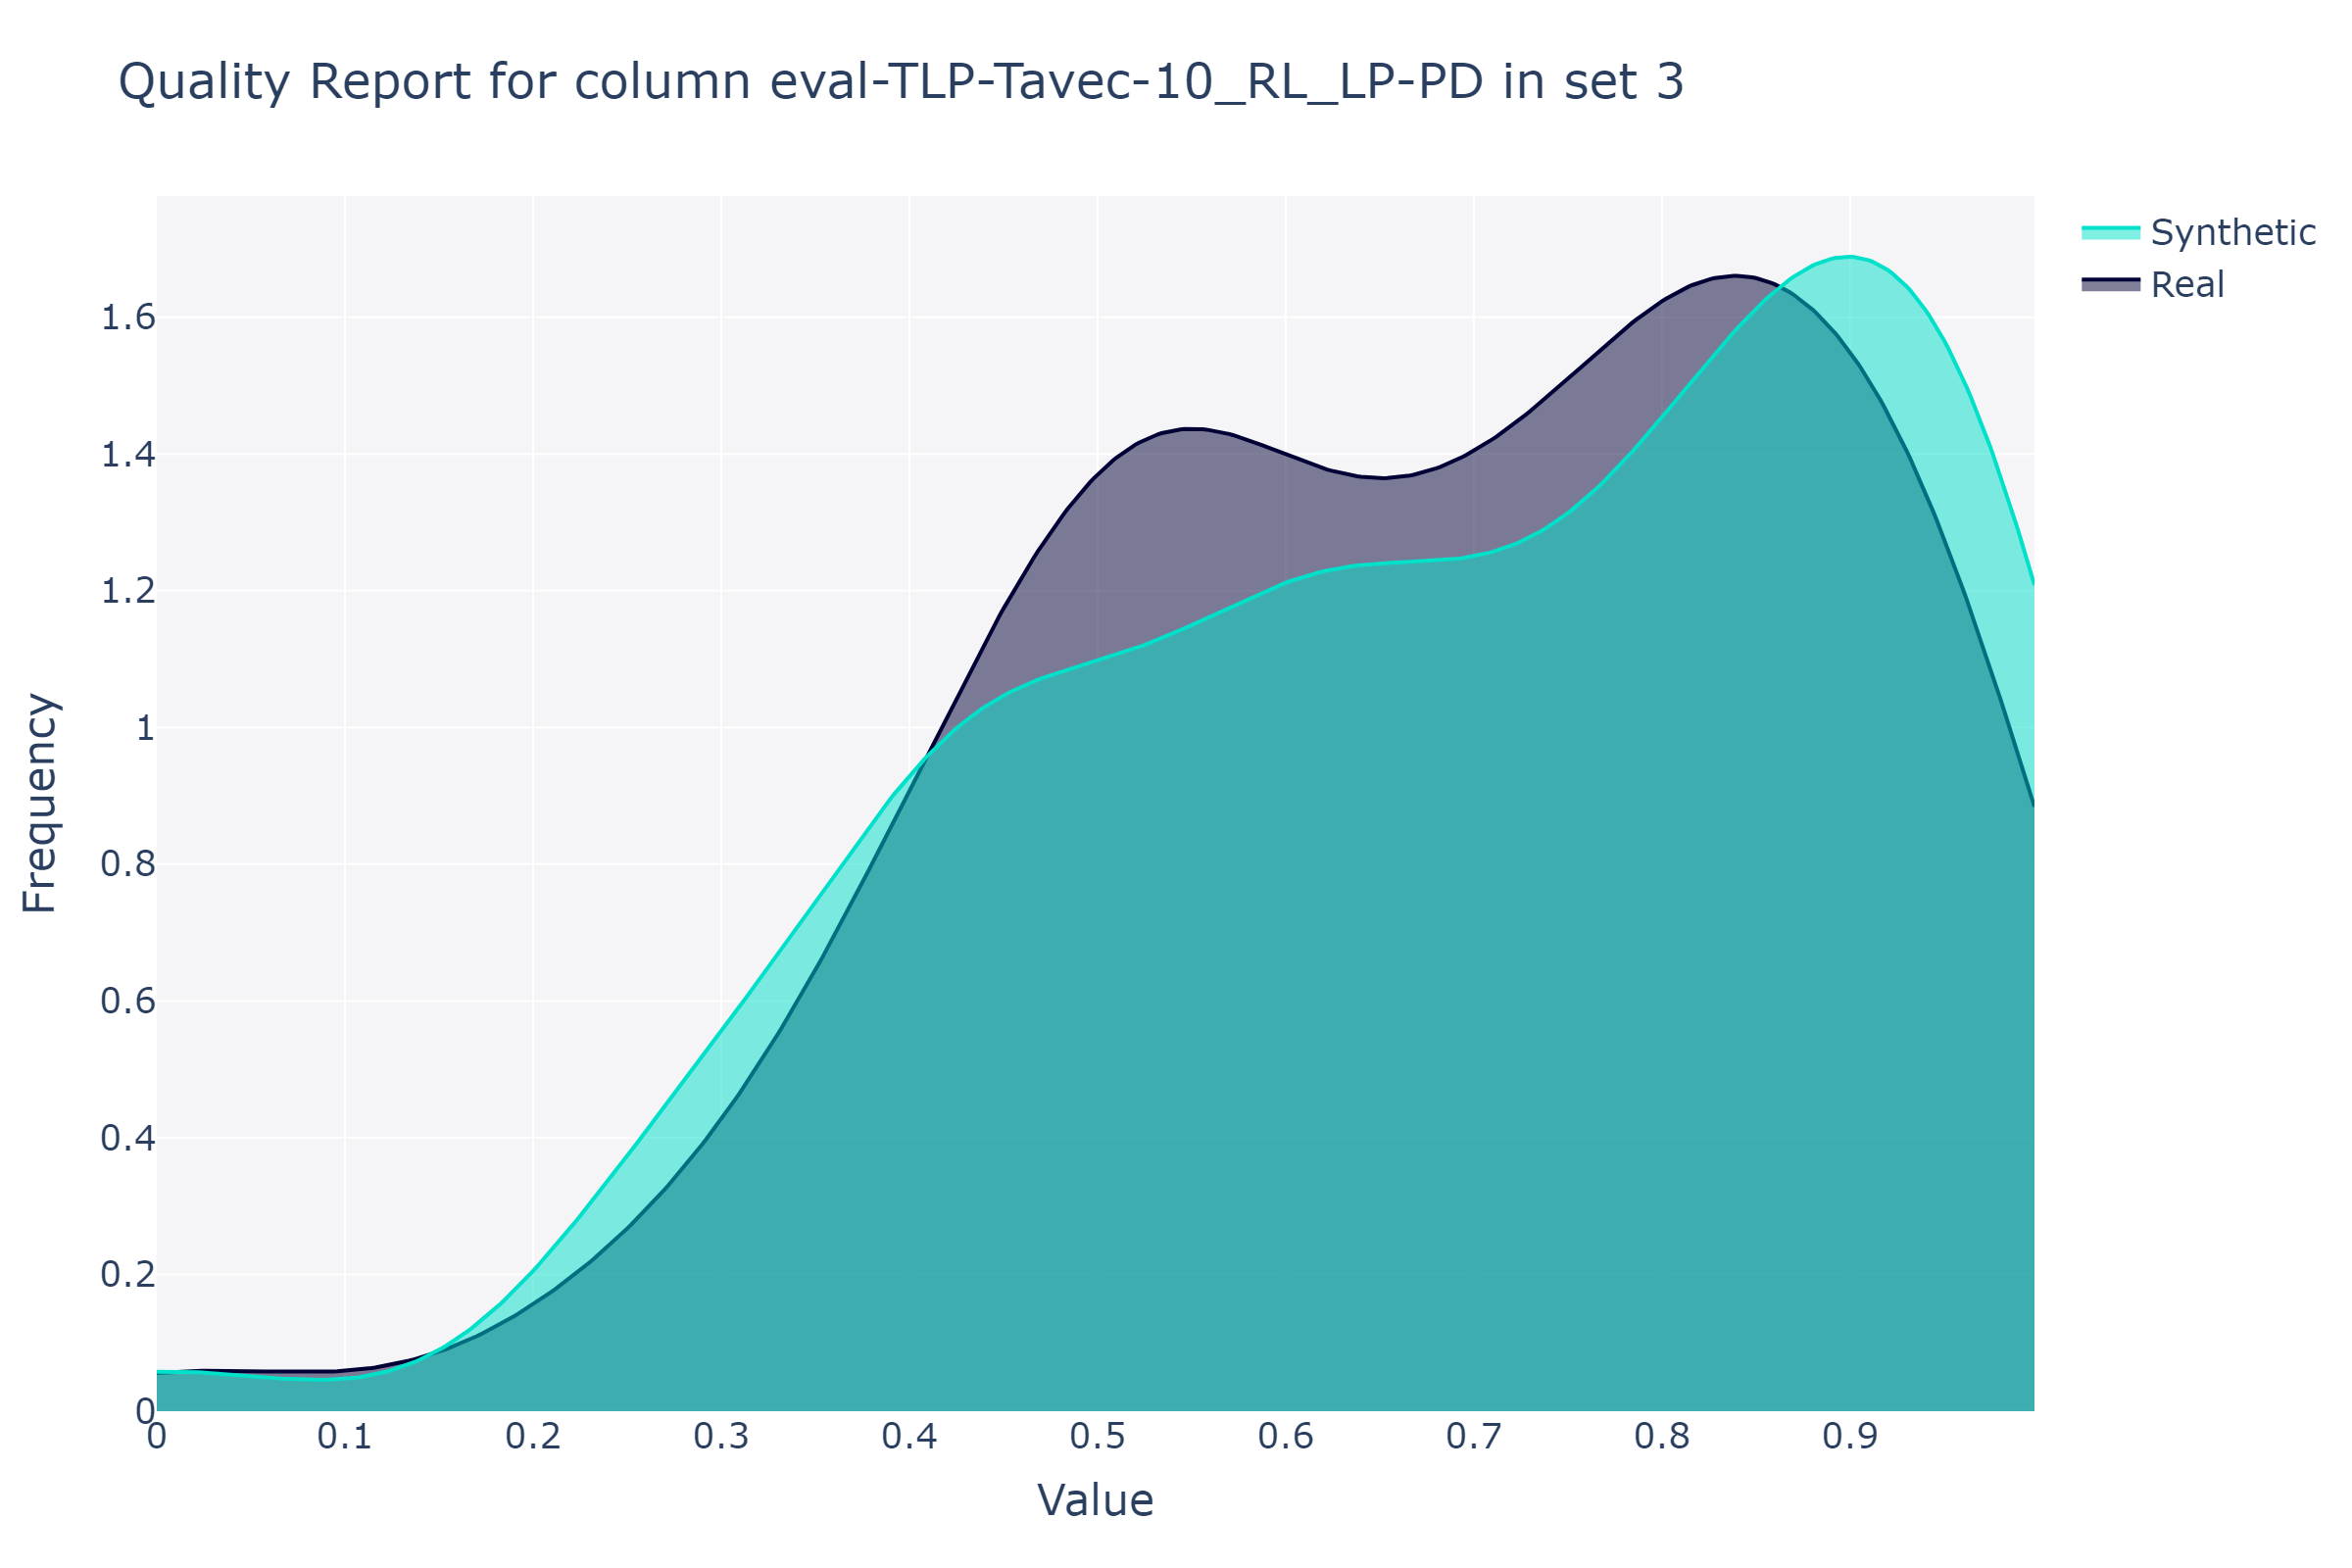 Quality Report for column eval-TLP-Tavec-10_RL_LP-PD in set 3
Synthetic
Real
Frequency
1.6
1.4
1.2
1
0.8
0.6
0.4
0.2
0
0 0.1 0.2 0.3 0.4 0.5 0.6 0.7 0.8 0.9
Value